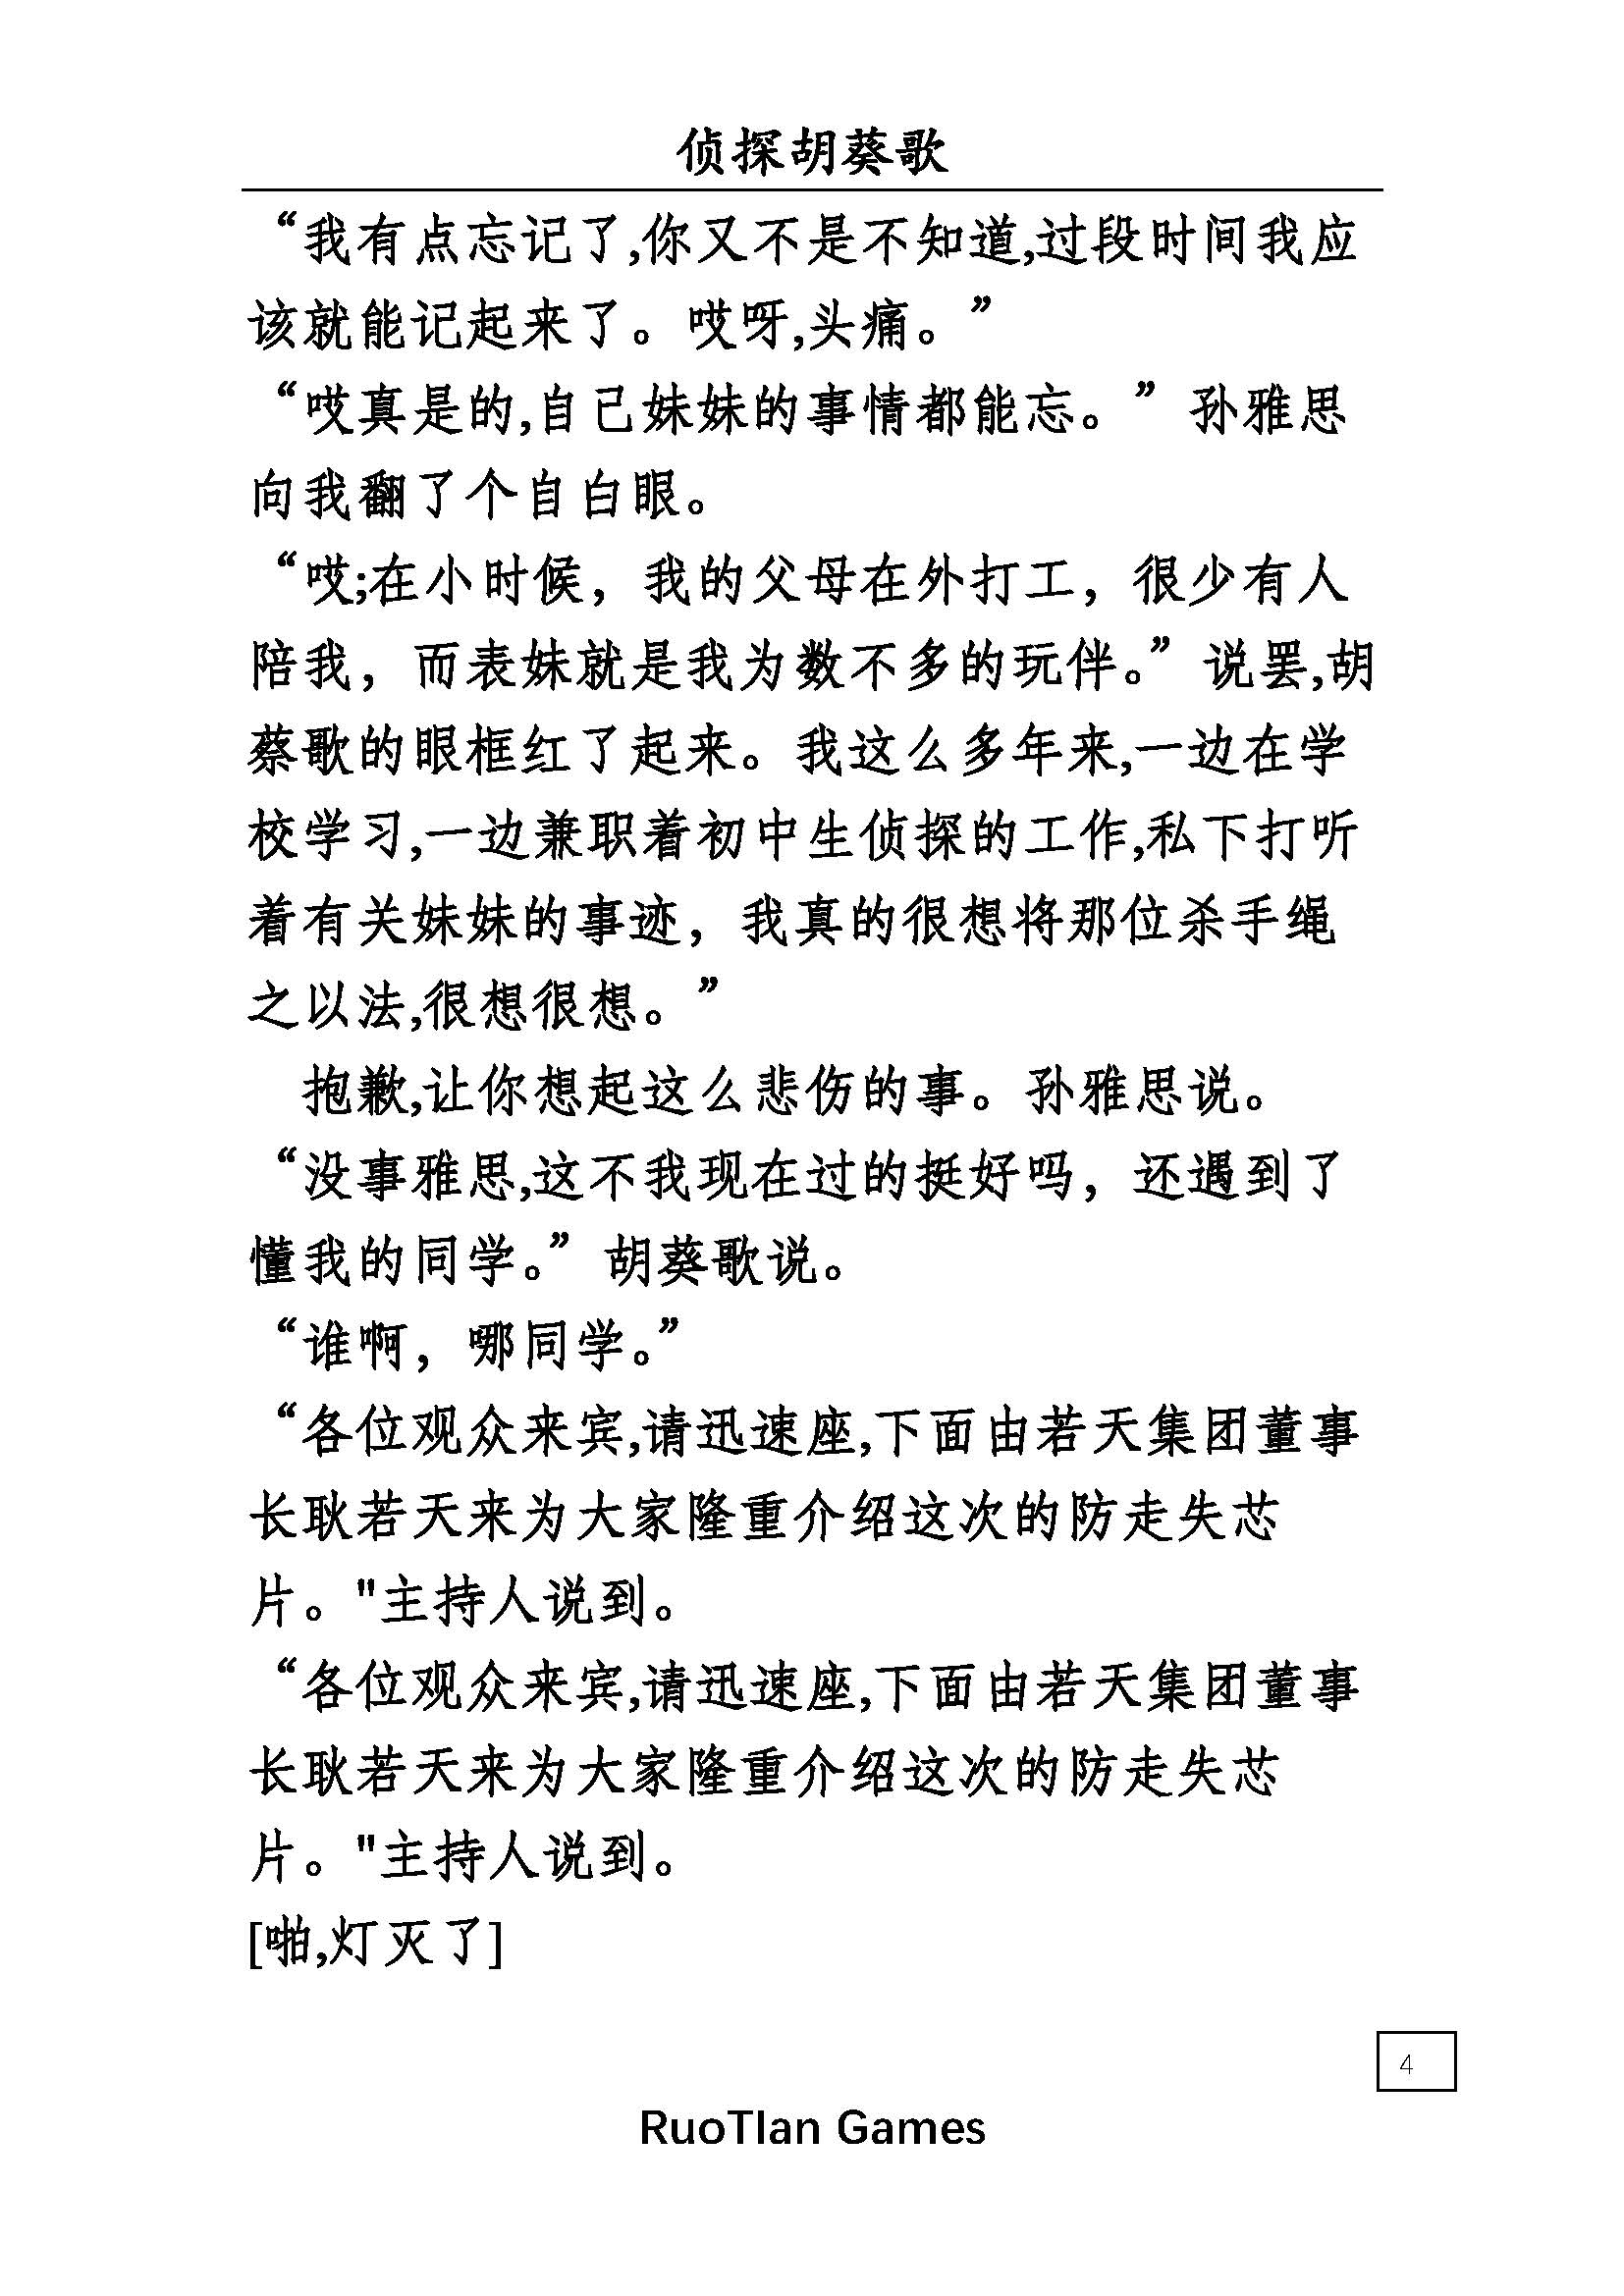 侦探胡葵歌
“我有点忘记了,你又不是不知道,过段时间我应
该就能记起来了。哎呀,头痛。”
“哎真是的,自己妹妹的事情都能忘。”孙雅思
向我翻了个自白眼。
“哎;在小时候，我的父母在外打工，很少有人
陪我，而表妹就是我为数不多的玩伴。”说罢,胡
蔡歌的眼框红了起来。我这么多年来,一边在学
校学习,一边兼职着初中生侦探的工作,私下打听
着有关妹妹的事迹，我真的很想将那位杀手绳
之以法,很想很想。”
抱歉,让你想起这么悲伤的事。孙雅思说。
“没事雅思,这不我现在过的挺好吗，还遇到了
懂我的同学。”胡葵歌说。
“谁啊，哪同学。”
“各位观众来宾,请迅速座,下面由若天集团董事
长耿若天来为大家隆重介绍这次的防走失芯
片。"主持人说到。
“各位观众来宾,请迅速座,下面由若天集团董事
长耿若天来为大家隆重介绍这次的防走失芯
片。"主持人说到。
[啪,灯灭了]
4
RuoTIan Games